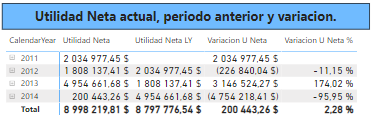 Utilidad Neta actual, periodo anterior y variacion.
CalendarYear Utilidad Neta Utilidad Neta LY Variacion U Neta Variacion U Neta %
2011 2 034 977,45 $ 2 034 977,45 $
2012 1 808 137,41 $ 2 034 977,45 $ (226 840,04 $) -11,15 %
2013 4 954 661,68 $ 1 808 137,41 $ 3 146 524,27 $ 174,02 %
2014 200 443,26 $ 4 954 661,68 $ (4 754 218,41 $) -95,95 %
Total 8 998 219,81 $ 8 797 776,54 $ 200 443,26 $ 2,28 %